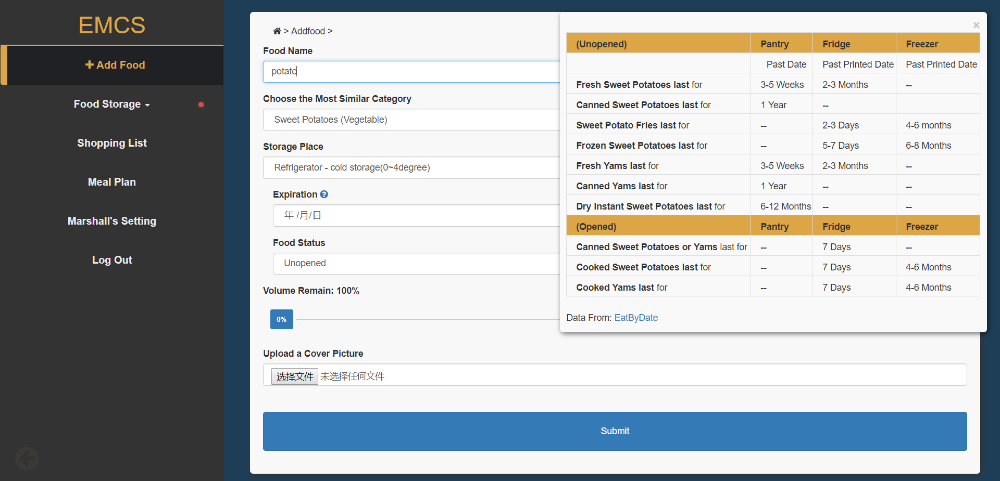 EMCS
Add Food
Food Storage
Shopping List
Meal Plan
Marshall's Setting
Log Out
> Addfood >
Food Name
potato
Choose the Most Similar Category
Sweet Potatoes (Vegetable)
Storage Place
Refrigerator - cold storage(0~4degree)
Expiration ?
年 /月/日
Food Status
Unopened
Volume Remain: 100%
0%
Upload a Cover Picture
选择文件 未选择任何文件
Submit
×
(Unopened) Pantry Fridge Freezer
Past Date Past Printed Date Past Printed Date
Fresh Sweet Potatoes last for 3-5 Weeks 2-3 Months --
Canned Sweet Potatoes last for 1 Year --
Sweet Potato Fries last for -- 2-3 Days 4-6 months
Frozen Sweet Potatoes last for -- 5-7 Days 6-8 Months
Fresh Yams last for 3-5 Weeks 2-3 Months --
Canned Yams last for 1 Year -- --
Dry Instant Sweet Potatoes last for 6-12 Months -- --
(Opened) Pantry Fridge Freezer
Canned Sweet Potatoes or Yams last for -- 7 Days --
Cooked Sweet Potatoes last for -- 7 Days 4-6 Months
Cooked Yams last for -- 7 Days 4-6 Months
Data From: EatByDate